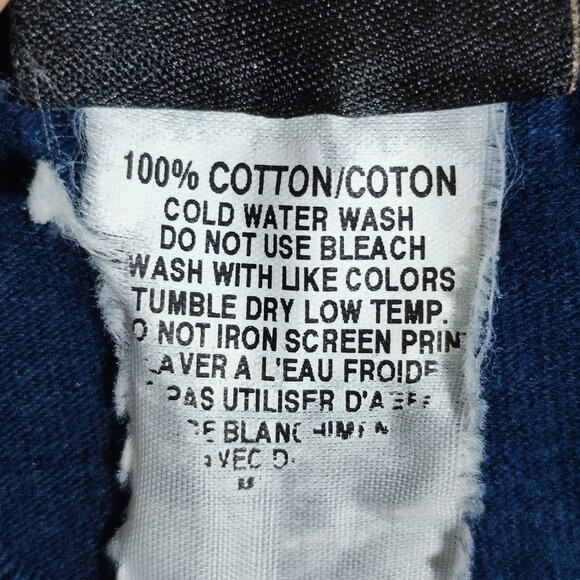 100% COTTON/COTON
COLD WATER WASH
DO NOT USE BLEACH
WASH WITH LIKE COLORS
TUMBLE DRY LOW TEMP.
DO NOT IRON SCREEN PRINT
LAVER A L'EAU FROIDE
PAS UTILISER